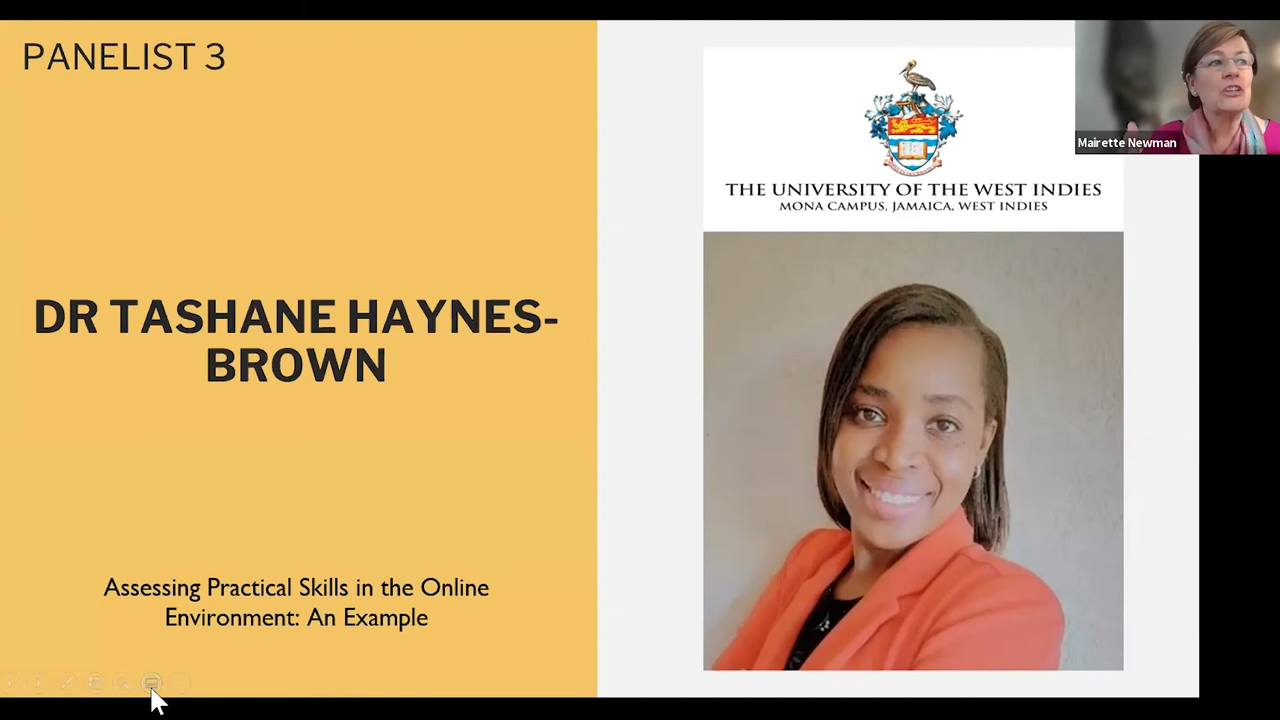 PANELIST 3
DR TASHANE HAYNES-
BROWN
Assessing Practical Skills in the Online
Environment: An Example
THE UNIVERSITY OF THE WEST INDIES
MONA CAMPUS, JAMAICA, WEST INDIES
Mairette Newman